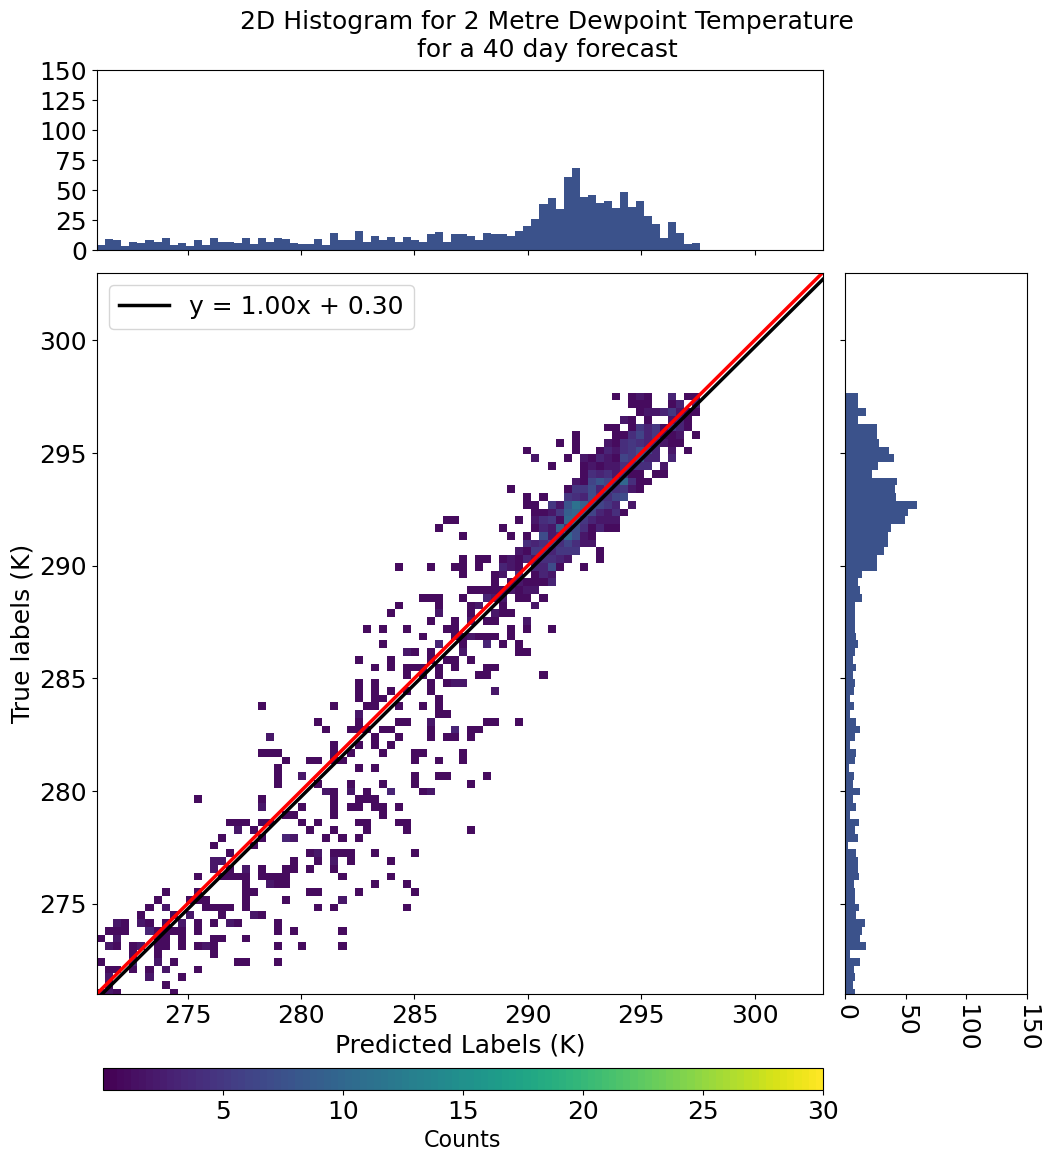 2D Histogram for 2 Metre Dewpoint Temperature
for a 40 day forecast
150
125
100
75
50
25
0
y = 1.00x + 0.30
True labels (K)
300
295
290
285
280
275
275 280 285 290 295 300
Predicted Labels (K)
0 50 100 150
5 10 15 20 25 30
Counts